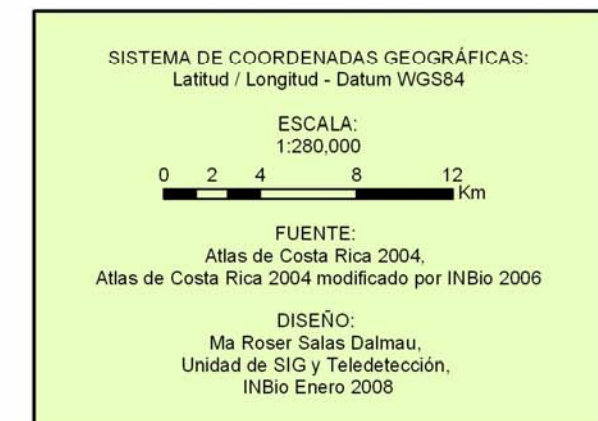 SISTEMA DE COORDENADAS GEOGRÁFICAS:
Latitud / Longitud - Datum WGS84
ESCALA:
1:280,000
0 2 4 8 12
Km
FUENTE:
Atlas de Costa Rica 2004,
Atlas de Costa Rica 2004 modificado por INBio 2006
DISEÑO:
Ma Roser Salas Dalmau,
Unidad de SIG y Teledetección,
INBio Enero 2008